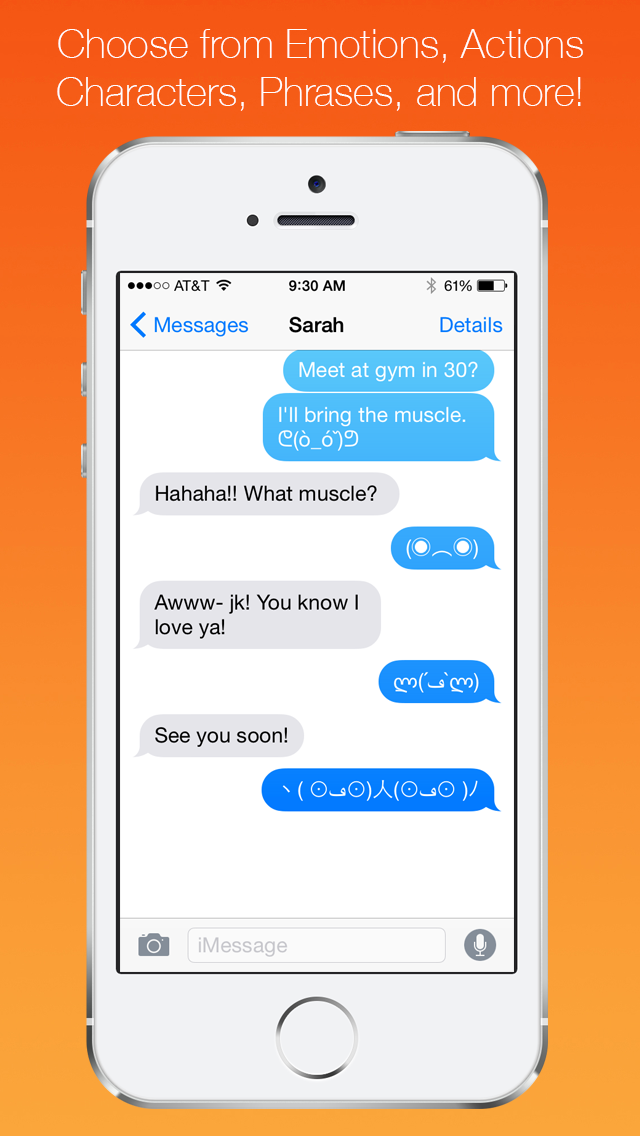 Choose from Emotions, Actions
Characters, Phrases, and more!
AT&T 9:30 AM 61%
Messages Sarah Details
Meet at gym in 30?
I'll bring the muscle.
ᕦ(ò_óˇ)ᕤ
Hahaha!! What muscle?
(◉︵◉)
Awww- jk! You know I
love ya!
ლ(´ڡ`ლ)
See you soon!
ヽ( ⊙ڡ⊙)人(⊙ڡ⊙ )ﾉ
iMessage